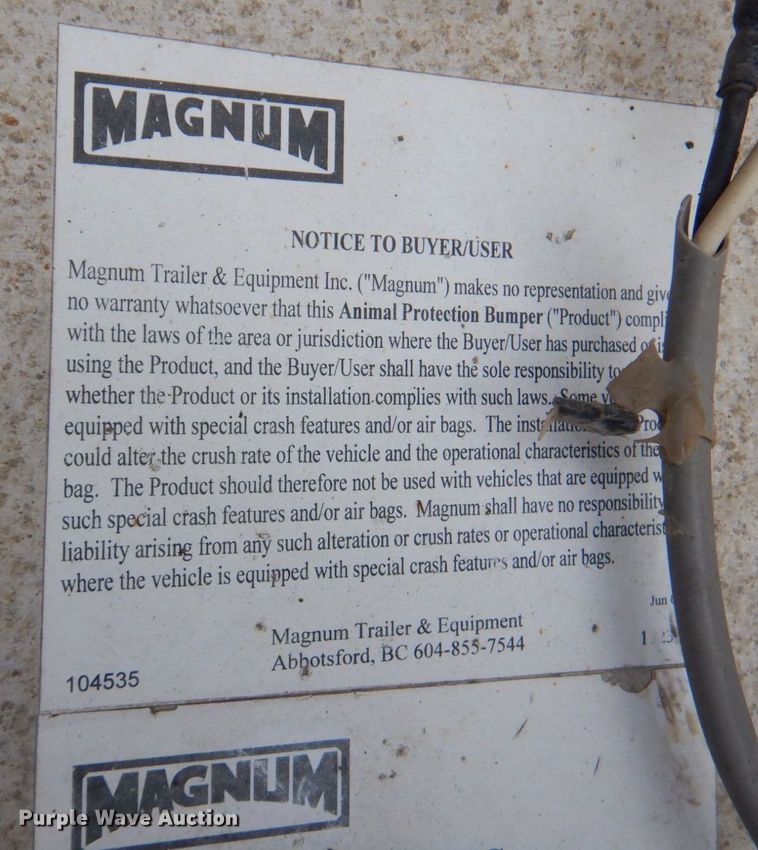 MAGNUM
NOTICE TO BUYER/USER
Magnum Trailer & Equipment Inc. ("Magnum") makes no representation and give
no warranty whatsoever that this Animal Protection Bumper ("Product") compli
with the laws of the area or jurisdiction where the Buyer/User has purchased or is
using the Product, and the Buyer/User shall have the sole responsibility to
whether the Product or its installation complies with such laws. Some
equipped with special crash features and/or air bags. The Prod
could alter the crush rate of the vehicle and the operational characteristics of the
bag. The Product should therefore not be used with vehicles that are equipped w
such special crash features and/or air bags. Magnum shall have no responsibility
liability arising from any such alteration or crush rates or operational characterist
where the vehicle is equipped with special crash features and/or air bags.
Jun
Magnum Trailer & Equipment
Abbotsford, BC 604-855-7544
104535
MAGNUM
Purple Wave Auction